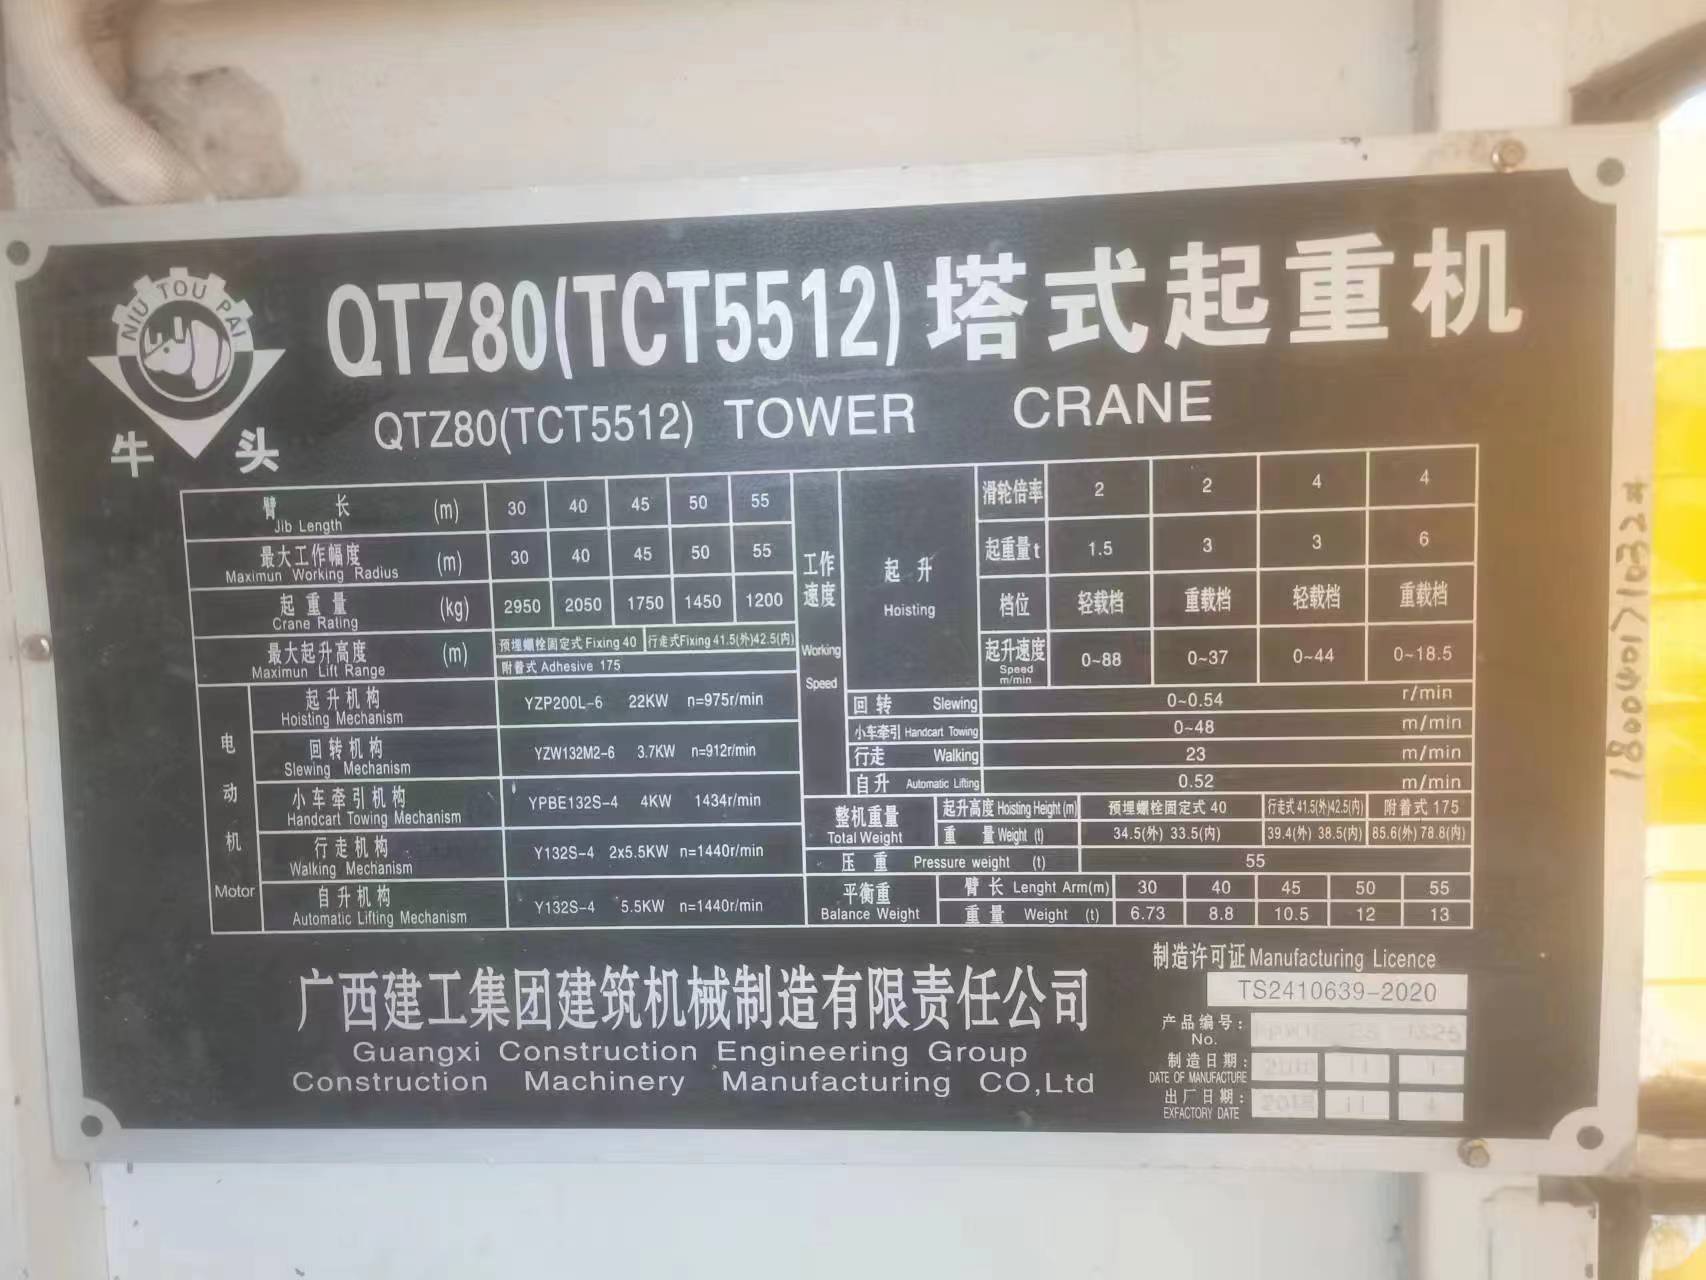 NIU TOU PAI
牛 头
QTZ80(TCT5512)塔式起重机
QTZ80(TCT5512) TOWER CRANE
臂 长 (m) 30 40 45 50 55
Jib Length
最大工作幅度 (m) 30 40 45 50 55
Maximun Working Radius
起 重 量 (kg) 2950 2050 1750 1450 1200
Crane Rating
最大起升高度 (m) 预埋螺栓固定式 Fixing 40 行走式Fixing 41.5(外)42.5(内)
Maximun Lift Range 附着式 Adhesive 175
电动机 Motor
起升机构 YZP200L-6 22KW n=975r/min
Hoisting Mechanism
回转机构 YZW132M2-6 3.7KW n=912r/min
Slewing Mechanism
小车牵引机构 YPBE132S-4 4KW 1434r/min
Handcart Towing Mechanism
行走机构 Y132S-4 2x5.5KW n=1440r/min
Walking Mechanism
自升机构 Y132S-4 5.5KW n=1440r/min
Automatic Lifting Mechanism
工作速度
Working
Speed
起 升
Hoisting
滑轮倍率 2 2 4 4
起重量t 1.5 3 3 6
档位 轻载档 重载档 轻载档 重载档
起升速度 0~88 0~37 0~44 0~18.5
Speed
m/min
回 转 Slewing 0~0.54 r/min
小车牵引 Handcart Towing 0~48 m/min
行走 Walking 23 m/min
自升 Automatic Lifting 0.52 m/min
整机重量 起升高度 Hoisting Height (m) 预埋螺栓固定式 40 行走式 41.5(外)42.5(内) 附着式 175
Total Weight 重 量 Weight (t) 34.5(外) 33.5(内) 39.4(外) 38.5(内) 85.6(外) 78.8(内)
压 重 Pressure weight (t) 55
平衡重 臂 长 Lenght Arm(m) 30 40 45 50 55
Balance Weight 重 量 Weight (t) 6.73 8.8 10.5 12 13
广西建工集团建筑机械制造有限责任公司
Guangxi Construction Engineering Group
Construction Machinery Manufacturing CO,Ltd
制造许可证 Manufacturing Licence
TS2410639-2020
产品编号:
No.
制造日期: 11
DATE OF MANUFACTURE
出厂日期: 2018 11
EXFACTORY DATE